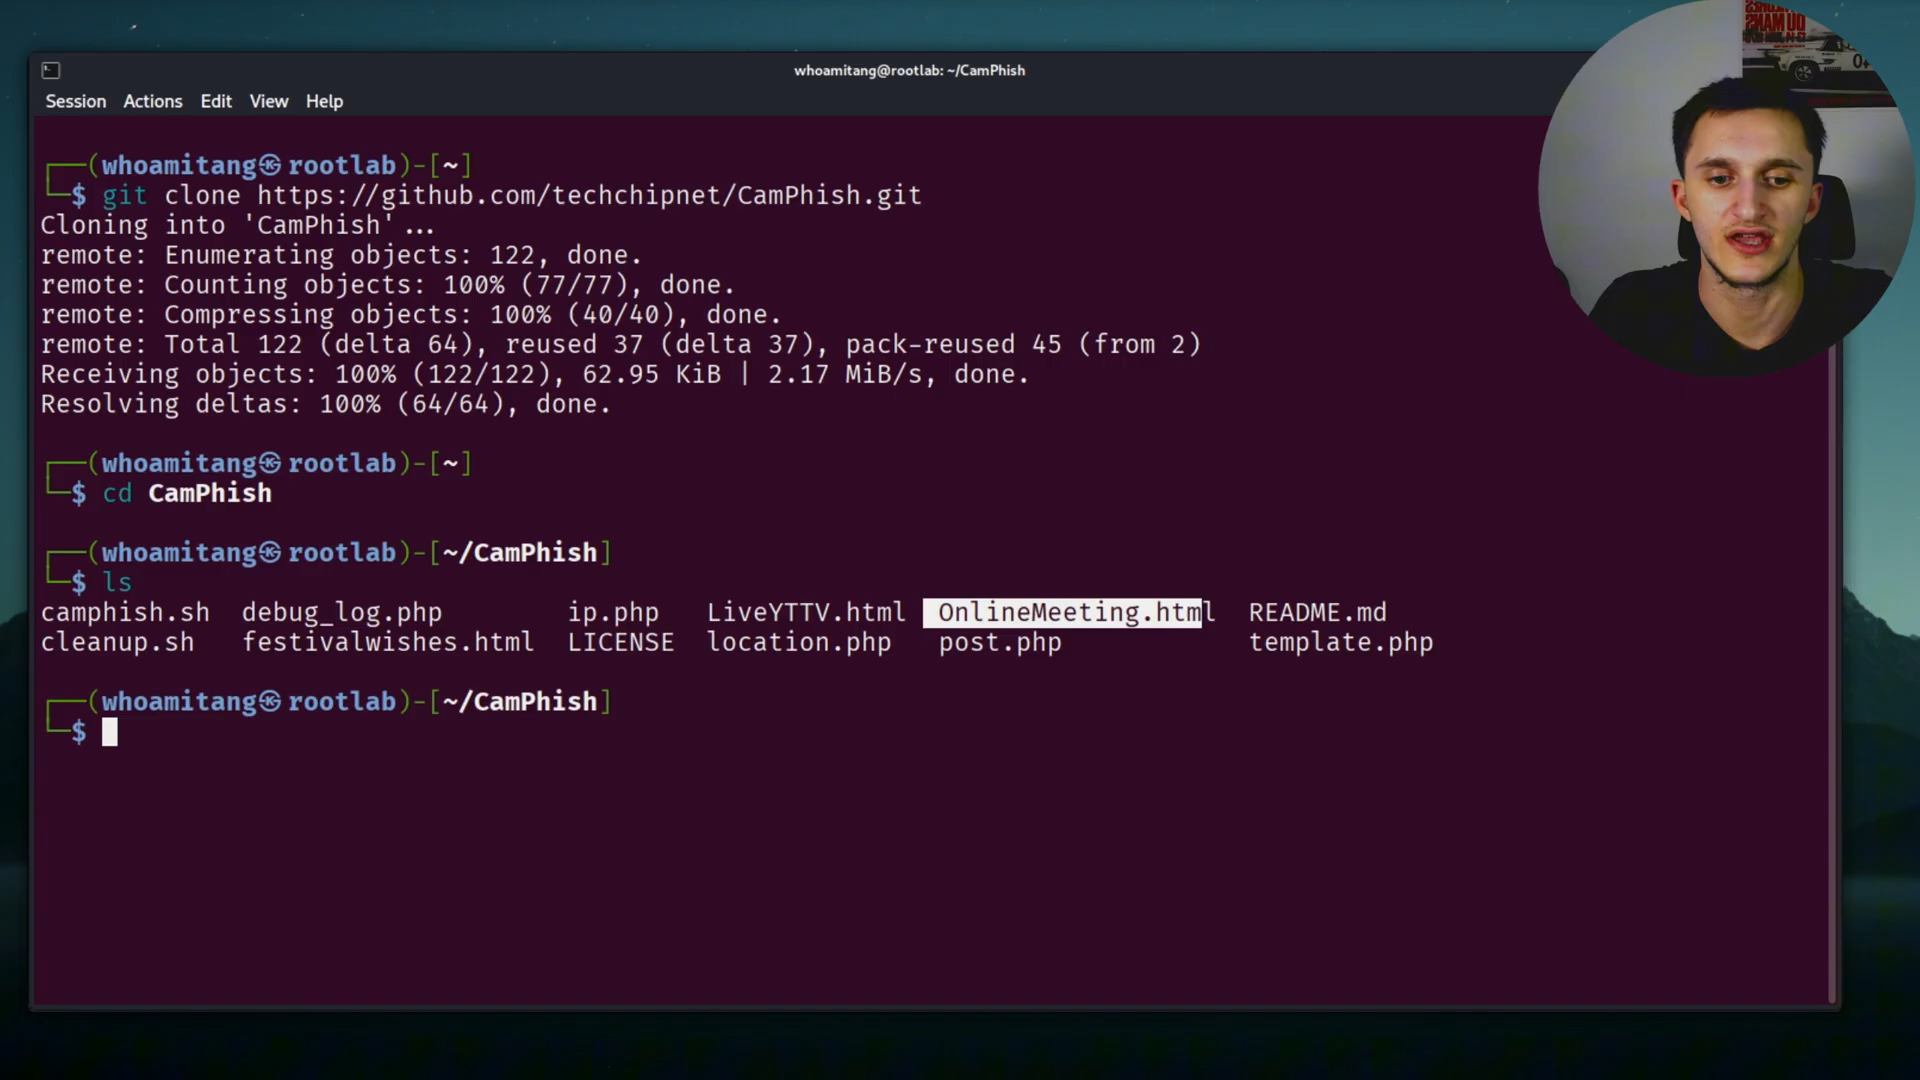 whoamitang@rootlab: ~/CamPhish
Session Actions Edit View Help
┌──(whoamitang㉿rootlab)-[~]
└─$ git clone https://github.com/techchipnet/CamPhish.git
Cloning into 'CamPhish'...
remote: Enumerating objects: 122, done.
remote: Counting objects: 100% (77/77), done.
remote: Compressing objects: 100% (40/40), done.
remote: Total 122 (delta 64), reused 37 (delta 37), pack-reused 45 (from 2)
Receiving objects: 100% (122/122), 62.95 KiB | 2.17 MiB/s, done.
Resolving deltas: 100% (64/64), done.
┌──(whoamitang㉿rootlab)-[~]
└─$ cd CamPhish
┌──(whoamitang㉿rootlab)-[~/CamPhish]
└─$ ls
camphish.sh debug_log.php ip.php LiveYTTV.html OnlineMeeting.html README.md
cleanup.sh festivalwishes.html LICENSE location.php post.php template.php
┌──(whoamitang㉿rootlab)-[~/CamPhish]
└─$
DU MANS